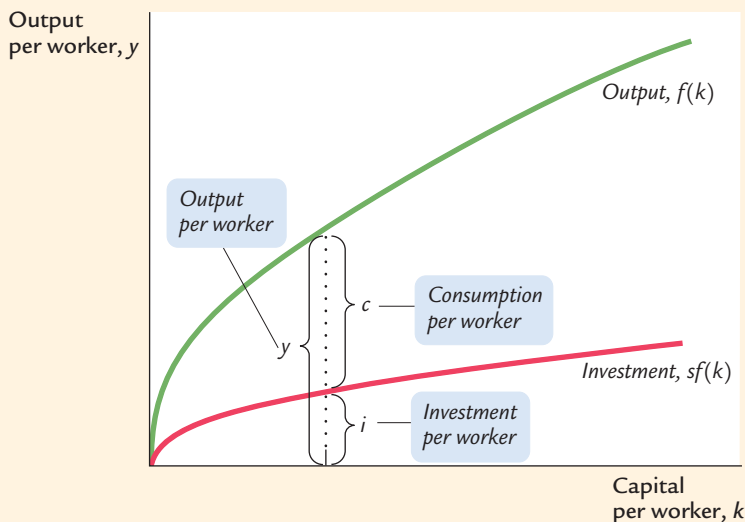 Output
per worker, y
Output, f(k)
Output
per worker
c
Consumption
per worker
y
Investment, sf(k)
i
Investment
per worker
Capital
per worker, k